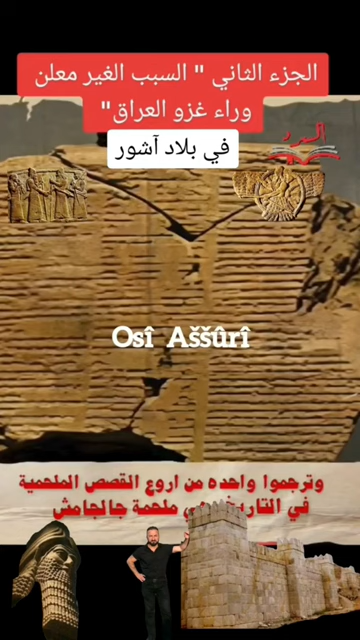 الجزء الثاني " السبب الغير معلن
وراء غزو العراق"
في بلاد آشور
السورد
Osî Aššûrî
وترجموا واحده من اروع القصص الملحمية
في التاريخ ملحمة جالجامش